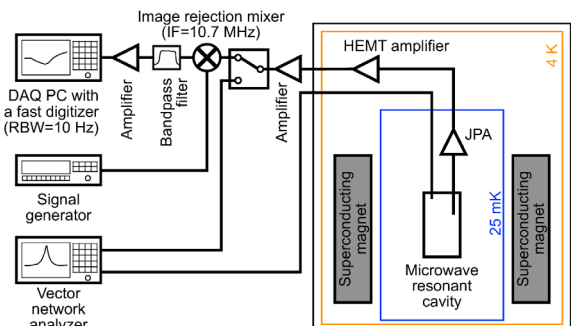 Image rejection mixer
(IF=10.7 MHz)
HEMT amplifier
4 K
DAQ PC with
a fast digitizer
(RBW=10 Hz)
Amplifier
Bandpass
filter
Amplifier
JPA
Signal
generator
Superconducting
magnet
25 mK
Superconducting
magnet
Microwave
resonant
cavity
Vector
network
analyzer